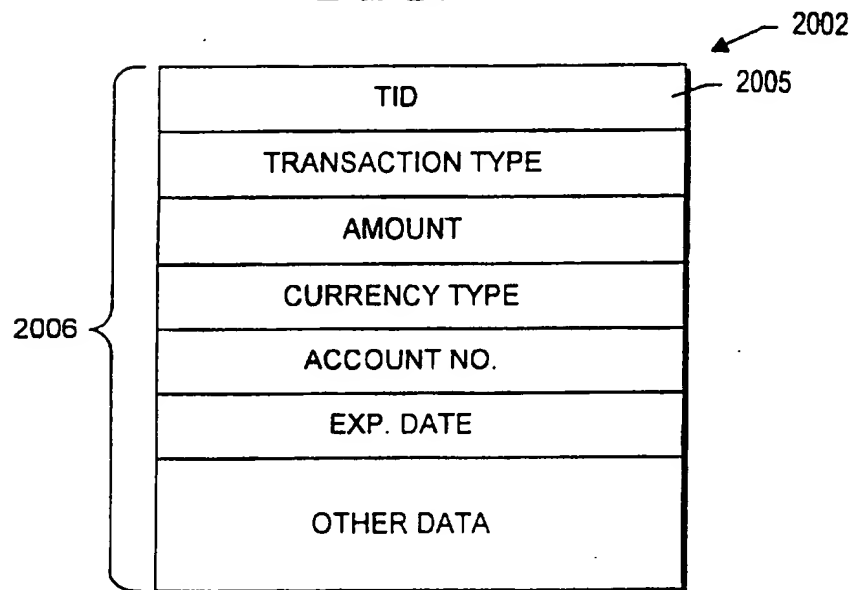 2002
2005
TID
TRANSACTION TYPE
AMOUNT
CURRENCY TYPE
2006
ACCOUNT NO.
EXP. DATE
OTHER DATA